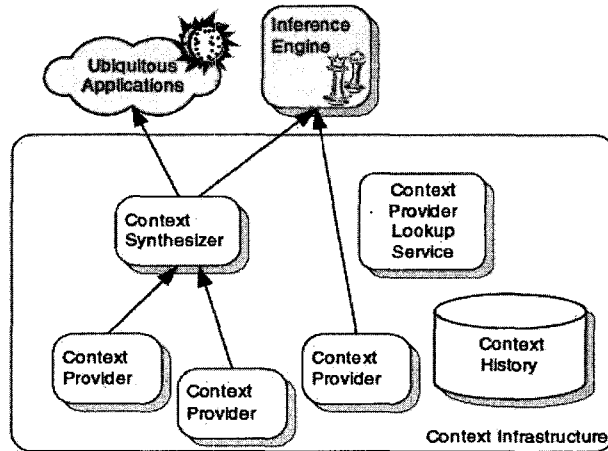 Ubiquitous
Applications
Inference
Engine
Context
Synthesizer
Context
Provider
Lookup
Service
Context
Provider
Context
Provider
Context
Provider
Context
History
Context Infrastructure